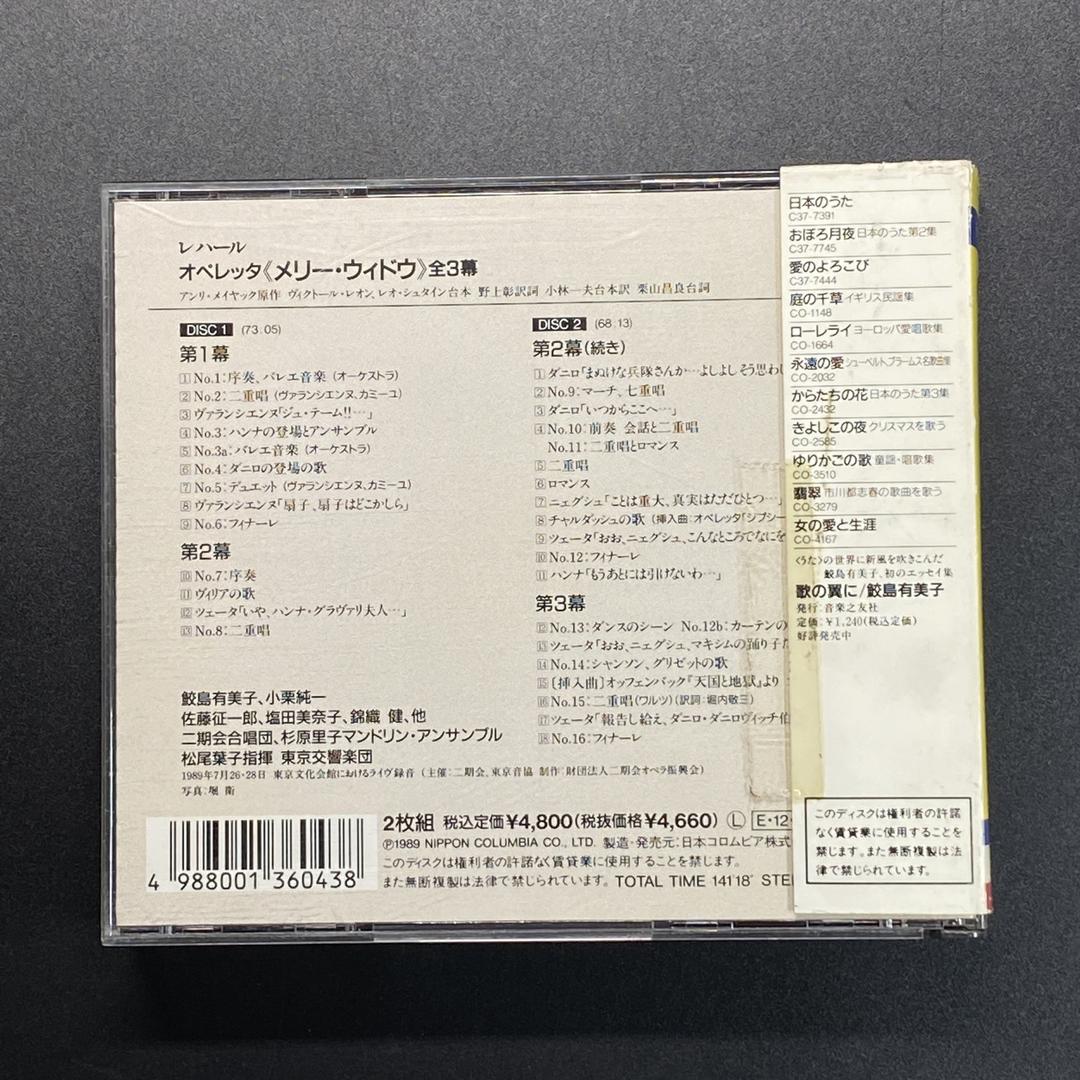 レハール
オペレッタ《メリー・ウィドウ》全3幕
アンリ・メイヤック原作 ヴィクトール・レオン、レオ・シュタイン台本 野上彰訳詞 小林一夫台本訳 栗山昌良台詞
DISC 1 (73.05)
第1幕
1 No.1:序奏、バレエ音楽 (オーケストラ)
2 No.2:二重唱 (ヴァランシエンヌ、カミーユ)
3 ヴァランシエンヌ「ジュ・テーム!!…」
4 No.3:ハンナの登場とアンサンブル
5 No.3a:バレエ音楽 (オーケストラ)
6 No.4:ダニロの登場の歌
7 No.5:デュエット (ヴァランシエンヌ、カミーユ)
8 ヴァランシエンヌ「扇子、扇子はどこかしら」
9 No.6:フィナーレ
第2幕
10 No.7:序奏
11 ヴィリアの歌
12 ツェータ「いや、ハンナ・グラヴァリ夫人…」
13 No.8:二重唱
鮫島有美子、小栗純一
佐藤征一郎、塩田美奈子、錦織 健、他
二期会合唱団、杉原里子マンドリン・アンサンブル
松尾葉子指揮 東京交響楽団
1989年7月26・28日 東京文化会館におけるライヴ録音 (主催:二期会、東京音協 制作:財団法人二期会オペラ振興会)
写真:堀 衛
DISC 2 (68.13)
第2幕(続き)
1 ダニロ「まぬけな兵隊さんか…よしよし そう思わし
2 No.9:マーチ、七重唱
3 ダニロ「いつからここへ…」
4 No.10:前奏 会話と二重唱
No.11:二重唱とロマンス
5 二重唱
6 ロマンス
7 ニェグシュ「ことは重大、真実はただひとつ…」
8 チャルダッシュの歌 (挿入曲:オペレッタ「ジプシー
9 ツェータ「おお、ニェグシュ、こんなところでなにを
10 No.12:フィナーレ
11 ハンナ「もうあとには引けないわ…」
第3幕
12 No.13:ダンスのシーン No.12b:カーテンの
13 ツェータ「おお、ニェグシュ、マキシムの踊り子た
14 No.14:シャンソン、グリゼットの歌
15 [挿入曲]オッフェンバック『天国と地獄』より
16 No.15:二重唱(ワルツ) (訳詞:堀内敬三)
17 ツェータ「報告し給え、ダニロ・ダニロヴィッチ伯
18 No.16:フィナーレ
4 988001 360438
2枚組 税込定価¥4,800(税抜価格¥4,660) Ⓛ E・12・
Ⓟ1989 NIPPON COLUMBIA CO., LTD. 製造・発売元:日本コロムビア株式
このディスクは権利者の許諾なく賃貸業に使用することを禁じます。
また無断複製は法律で禁じられています。 TOTAL TIME 141'18" STE
日本のうた
C37-7391
おぼろ月夜 日本のうた第2集
C37-7745
愛のよろこび
C37-7444
庭の千草 イギリス民謡集
CO-1148
ローレライ ヨーロッパ愛唱歌集
CO-1664
永遠の愛 シューベルト、ブラームス名歌曲集
CO-2032
からたちの花 日本のうた第3集
CO-2432
きよしこの夜 クリスマスを歌う
CO-2585
ゆりかごの歌 童謡・唱歌集
CO-3510
翡翠 市川都志春の歌曲を歌う
CO-3279
女の愛と生涯
CO-4167
〈うた〉の世界に新風を吹きこんだ
鮫島有美子、初のエッセイ集
歌の翼に/鮫島有美子
発行:音楽之友社
定価:¥1,240(税込定価)
好評発売中
このディスクは権利者の許諾
なく賃貸業に使用することを
禁じます。また無断複製は法
律で禁じられています。